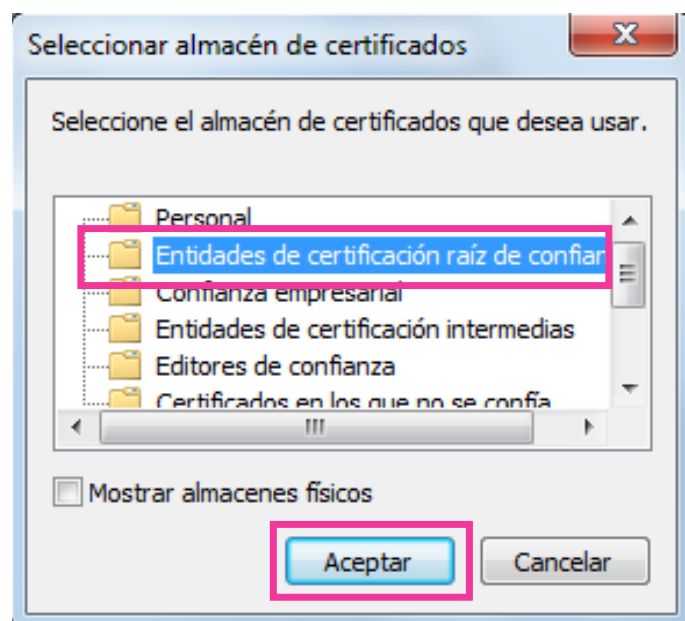 Seleccionar almacén de certificados
Seleccione el almacén de certificados que desea usar.
Personal
Entidades de certificación raíz de confian
Confianza empresarial
Entidades de certificación intermedias
Editores de confianza
Certificados en los que no se confía
Mostrar almacenes físicos
Aceptar
Cancelar